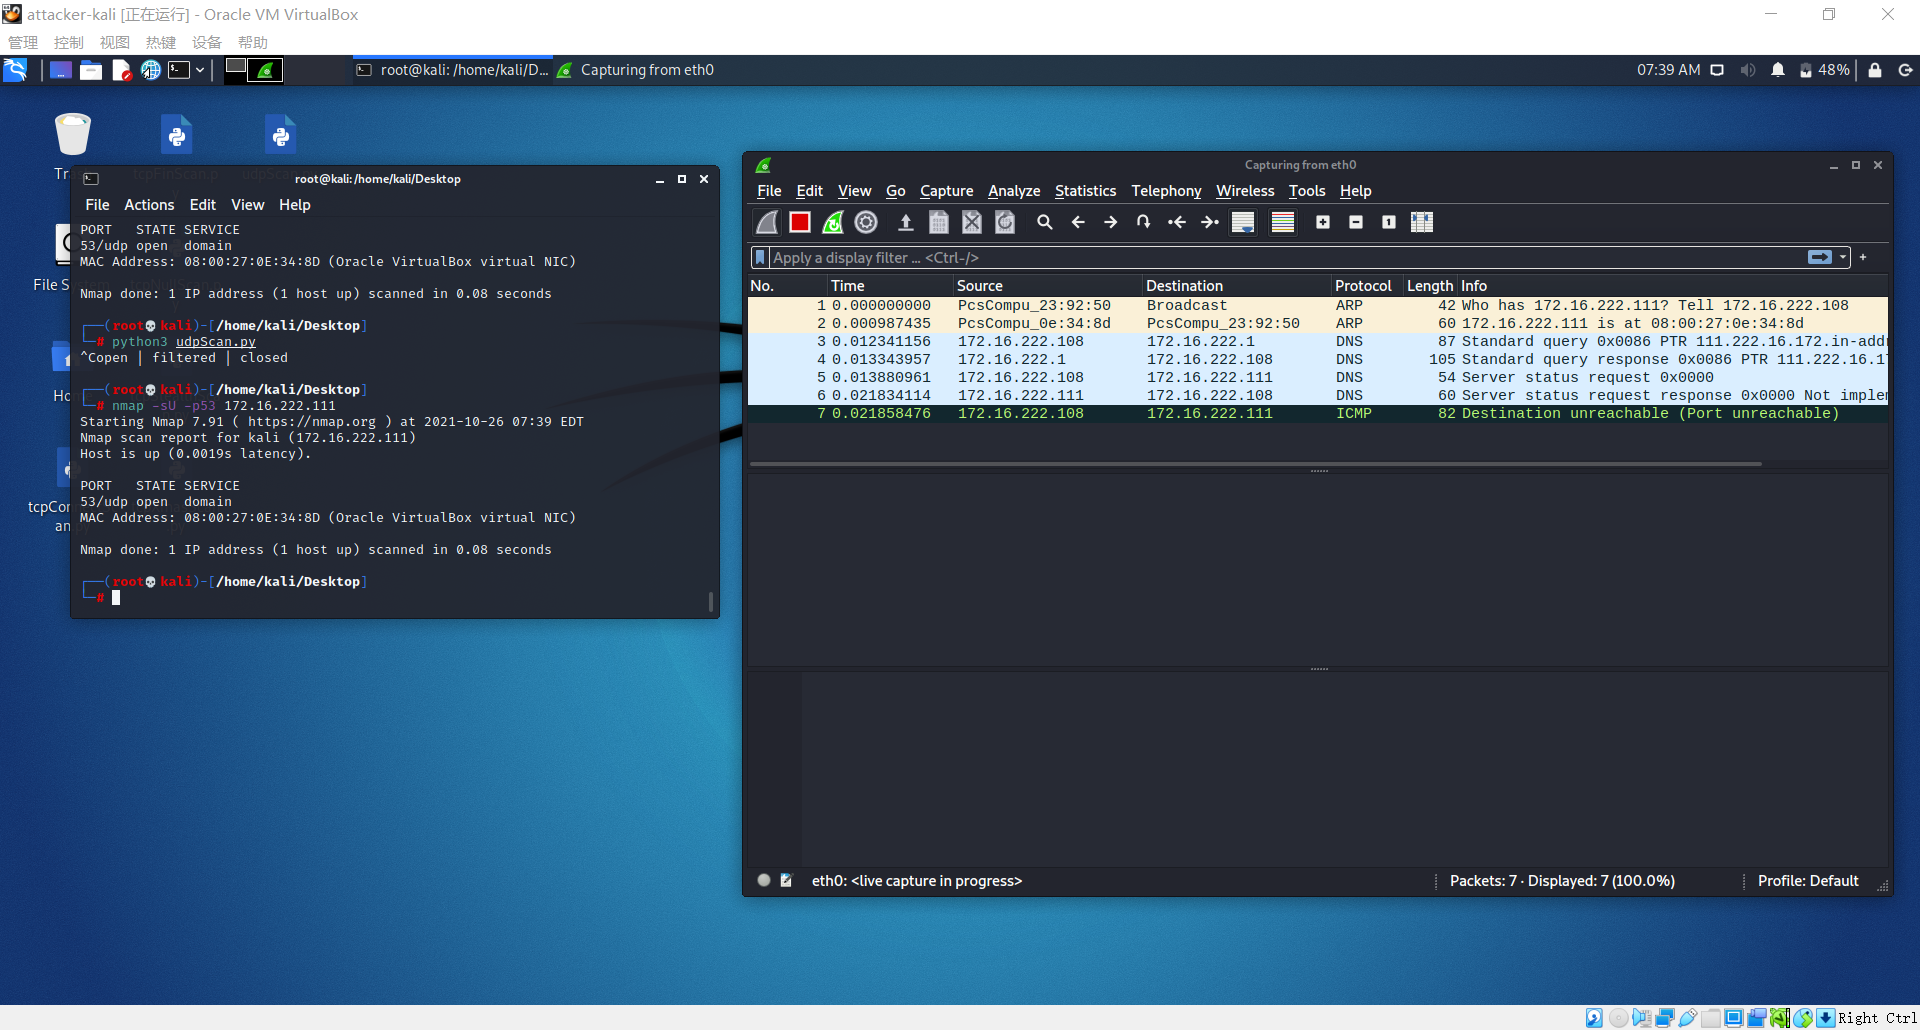 attacker-kali [正在运行] - Oracle VM VirtualBox
管理 控制 视图 热键 设备 帮助
root@kali: /home/kali/D...
Capturing from eth0
07:39 AM
48%
File System
root@kali: /home/kali/Desktop
File Actions Edit View Help
PORT   STATE SERVICE
53/udp open  domain
MAC Address: 08:00:27:0E:34:8D (Oracle VirtualBox virtual NIC)
Nmap done: 1 IP address (1 host up) scanned in 0.08 seconds
┌──(root💀kali)-[/home/kali/Desktop]
└─# python3 udpScan.py
^Copen | filtered | closed
┌──(root💀kali)-[/home/kali/Desktop]
└─# nmap -sU -p53 172.16.222.111
Starting Nmap 7.91 ( https://nmap.org ) at 2021-10-26 07:39 EDT
Nmap scan report for kali (172.16.222.111)
Host is up (0.0019s latency).
PORT   STATE SERVICE
53/udp open  domain
MAC Address: 08:00:27:0E:34:8D (Oracle VirtualBox virtual NIC)
Nmap done: 1 IP address (1 host up) scanned in 0.08 seconds
┌──(root💀kali)-[/home/kali/Desktop]
└─#
Capturing from eth0
File Edit View Go Capture Analyze Statistics Telephony Wireless Tools Help
Apply a display filter ... <Ctrl-/>
No. Time Source Destination Protocol Length Info
1 0.000000000 PcsCompu_23:92:50 Broadcast ARP 42 Who has 172.16.222.111? Tell 172.16.222.108
2 0.000987435 PcsCompu_0e:34:8d PcsCompu_23:92:50 ARP 60 172.16.222.111 is at 08:00:27:0e:34:8d
3 0.012341156 172.16.222.108 172.16.222.1 DNS 87 Standard query 0x0086 PTR 111.222.16.172.in-addr
4 0.013343957 172.16.222.1 172.16.222.108 DNS 105 Standard query response 0x0086 PTR 111.222.16.17
5 0.013880961 172.16.222.108 172.16.222.111 DNS 54 Server status request 0x0000
6 0.021834114 172.16.222.111 172.16.222.108 DNS 60 Server status request response 0x0000 Not implem
7 0.021858476 172.16.222.108 172.16.222.111 ICMP 82 Destination unreachable (Port unreachable)
eth0: <live capture in progress>
Packets: 7 · Displayed: 7 (100.0%)
Profile: Default
Right Ctrl